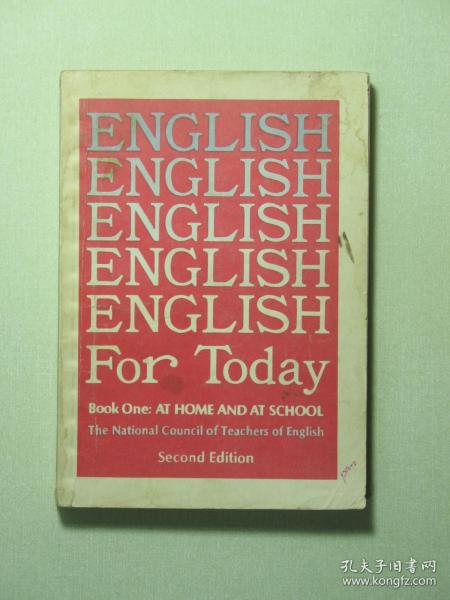 ENGLISH
ENGLISH
ENGLISH
ENGLISH
ENGLISH
For Today
Book One: AT HOME AND AT SCHOOL
The National Council of Teachers of English
Second Edition
孔夫子旧书网
www.kongfz.com